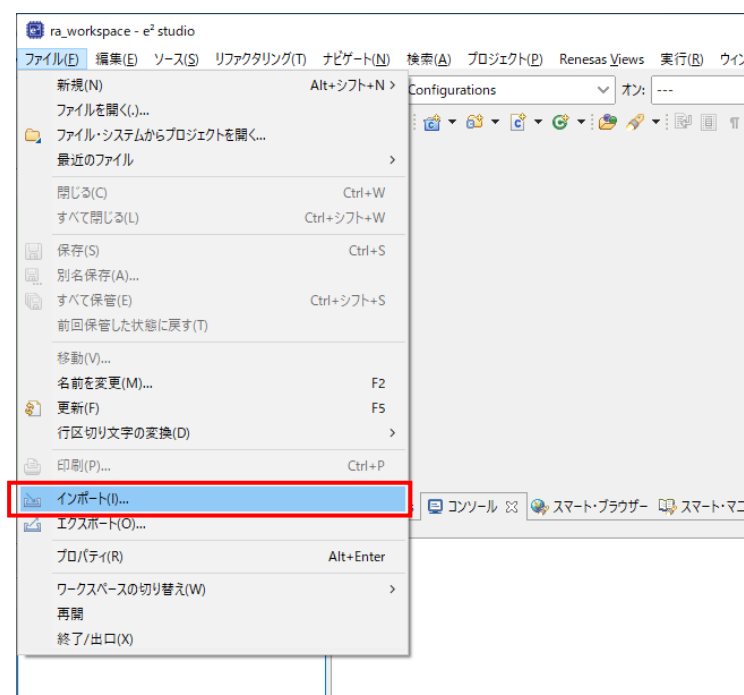 ra_workspace - e² studio
ファイル(F) 編集(E) ソース(S) リファクタリング(T) ナビゲート(N) 検索(A) プロジェクト(P) Renesas Views 実行(R) ウィン
新規(N) Alt+シフト+N >
Configurations オン: ---
ファイルを開く(.)...
ファイル・システムからプロジェクトを開く...
最近のファイル >
閉じる(C) Ctrl+W
すべて閉じる(L) Ctrl+シフト+W
保存(S) Ctrl+S
別名保存(A)...
すべて保管(E) Ctrl+シフト+S
前回保管した状態に戻す(T)
移動(V)...
名前を変更(M)... F2
更新(F) F5
行区切り文字の変換(D) >
印刷(P)... Ctrl+P
インポート(I)...
コンソール スマート・ブラウザー スマート・マニ
エクスポート(O)...
プロパティ(R) Alt+Enter
ワークスペースの切り替え(W) >
再開
終了/出口(X)